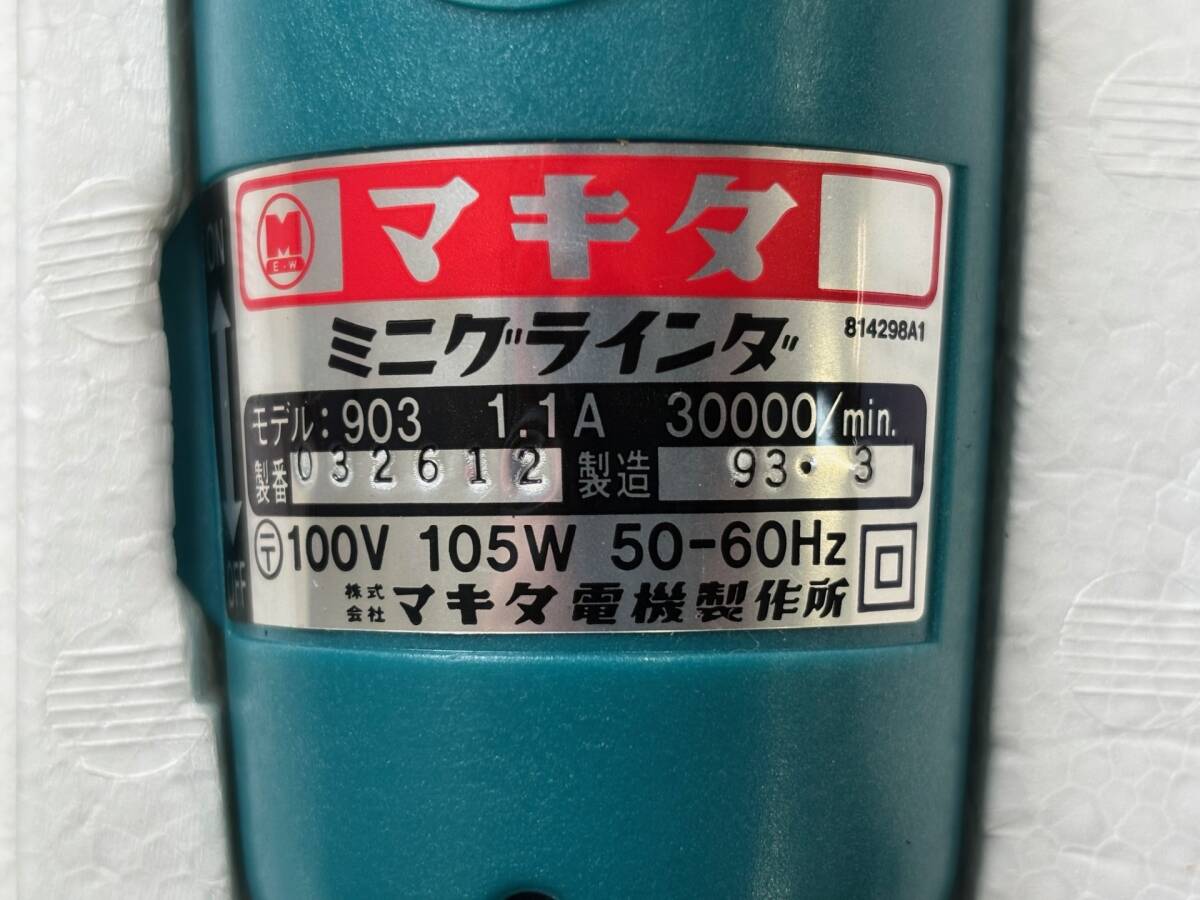 M
E・W
マキタ
ミニグラインダ
814298A1
モデル:903 1.1A 30000/min.
製番 032612 製造 93・3
〒 100V 105W 50-60Hz
株式会社 マキタ電機製作所
ON
OFF